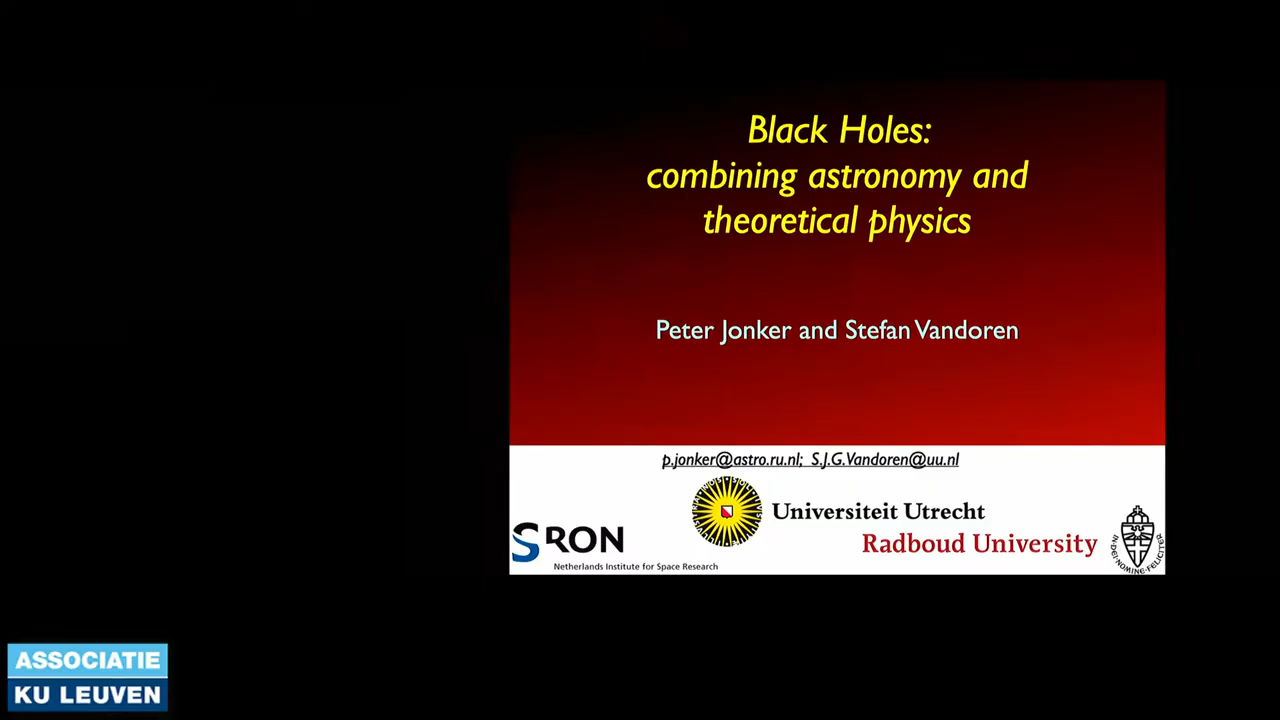 Black Holes:
combining astronomy and
theoretical physics
Peter Jonker and Stefan Vandoren
p.jonker@astro.ru.nl; S.J.G.Vandoren@uu.nl
Universiteit Utrecht
SRON
Radboud University
Netherlands Institute for Space Research
IN·DEI·NOMINE·FELICITER
ASSOCIATIE
KU LEUVEN